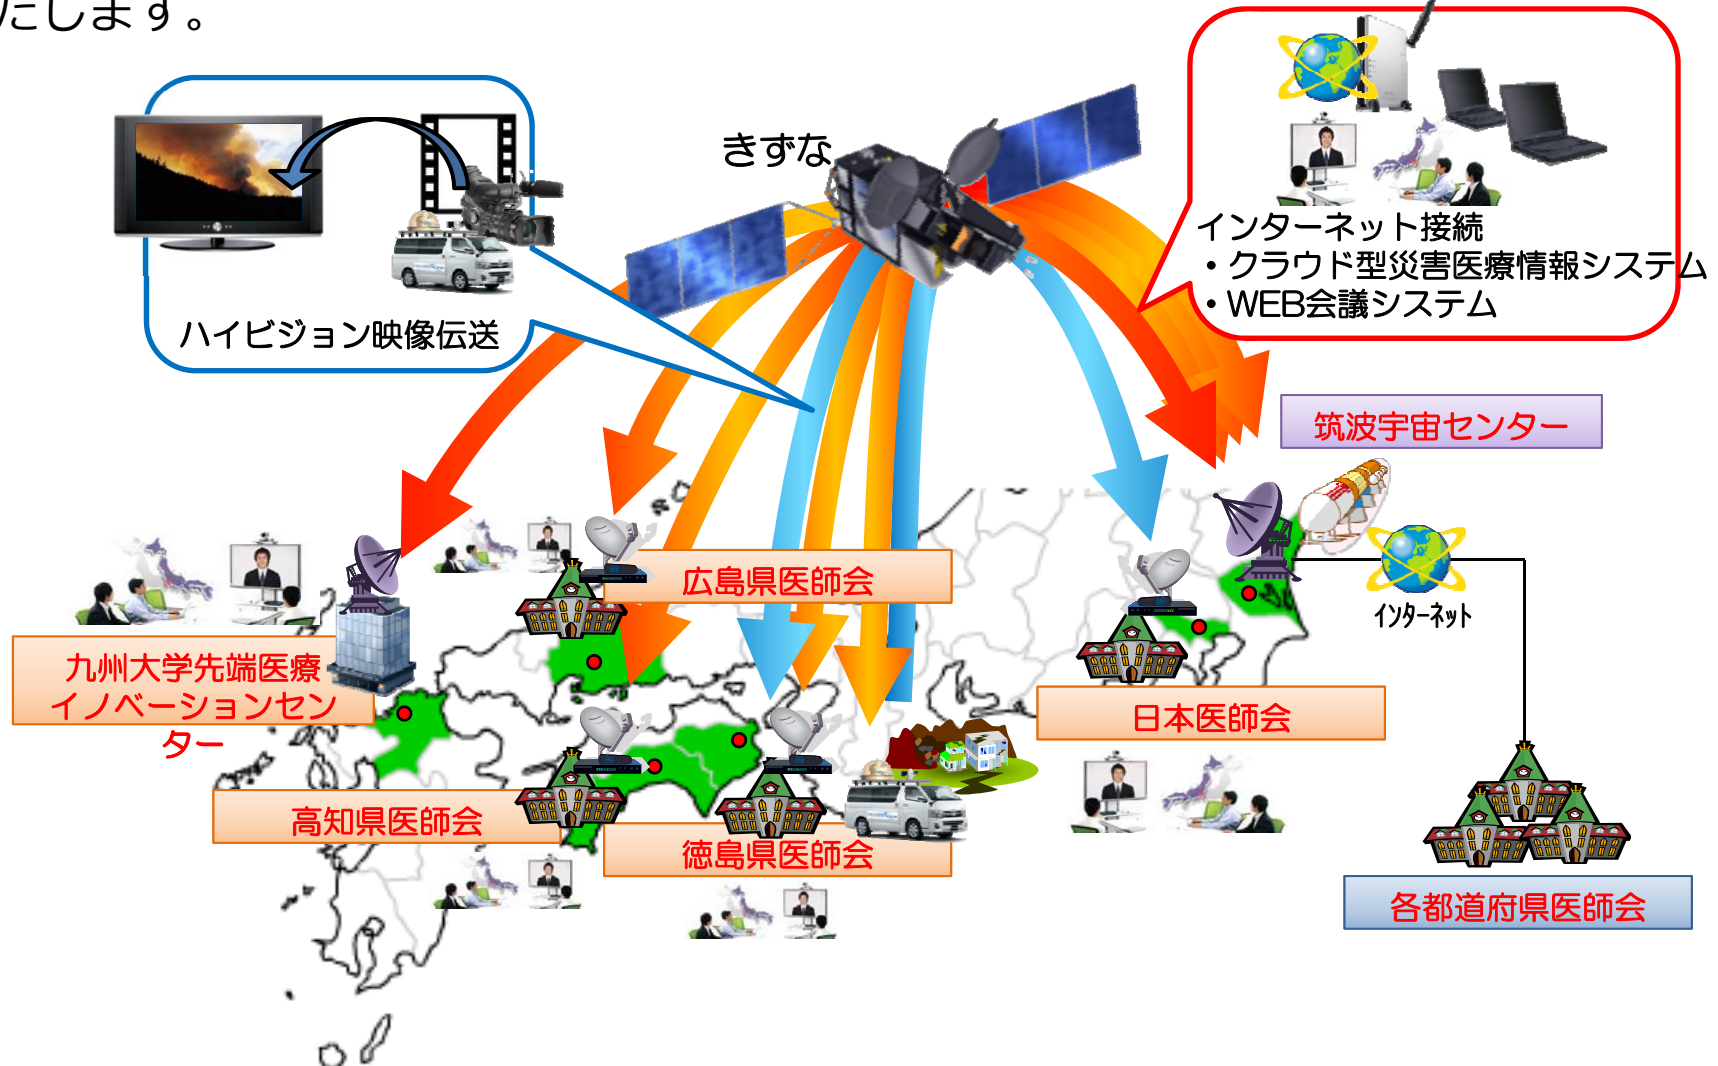 たします。
きずな
ハイビジョン映像伝送
インターネット接続
・クラウド型災害医療情報システム
・WEB会議システム
筑波宇宙センター
インターネット
広島県医師会
九州大学先端医療
イノベーションセン
ター
日本医師会
高知県医師会
徳島県医師会
各都道府県医師会